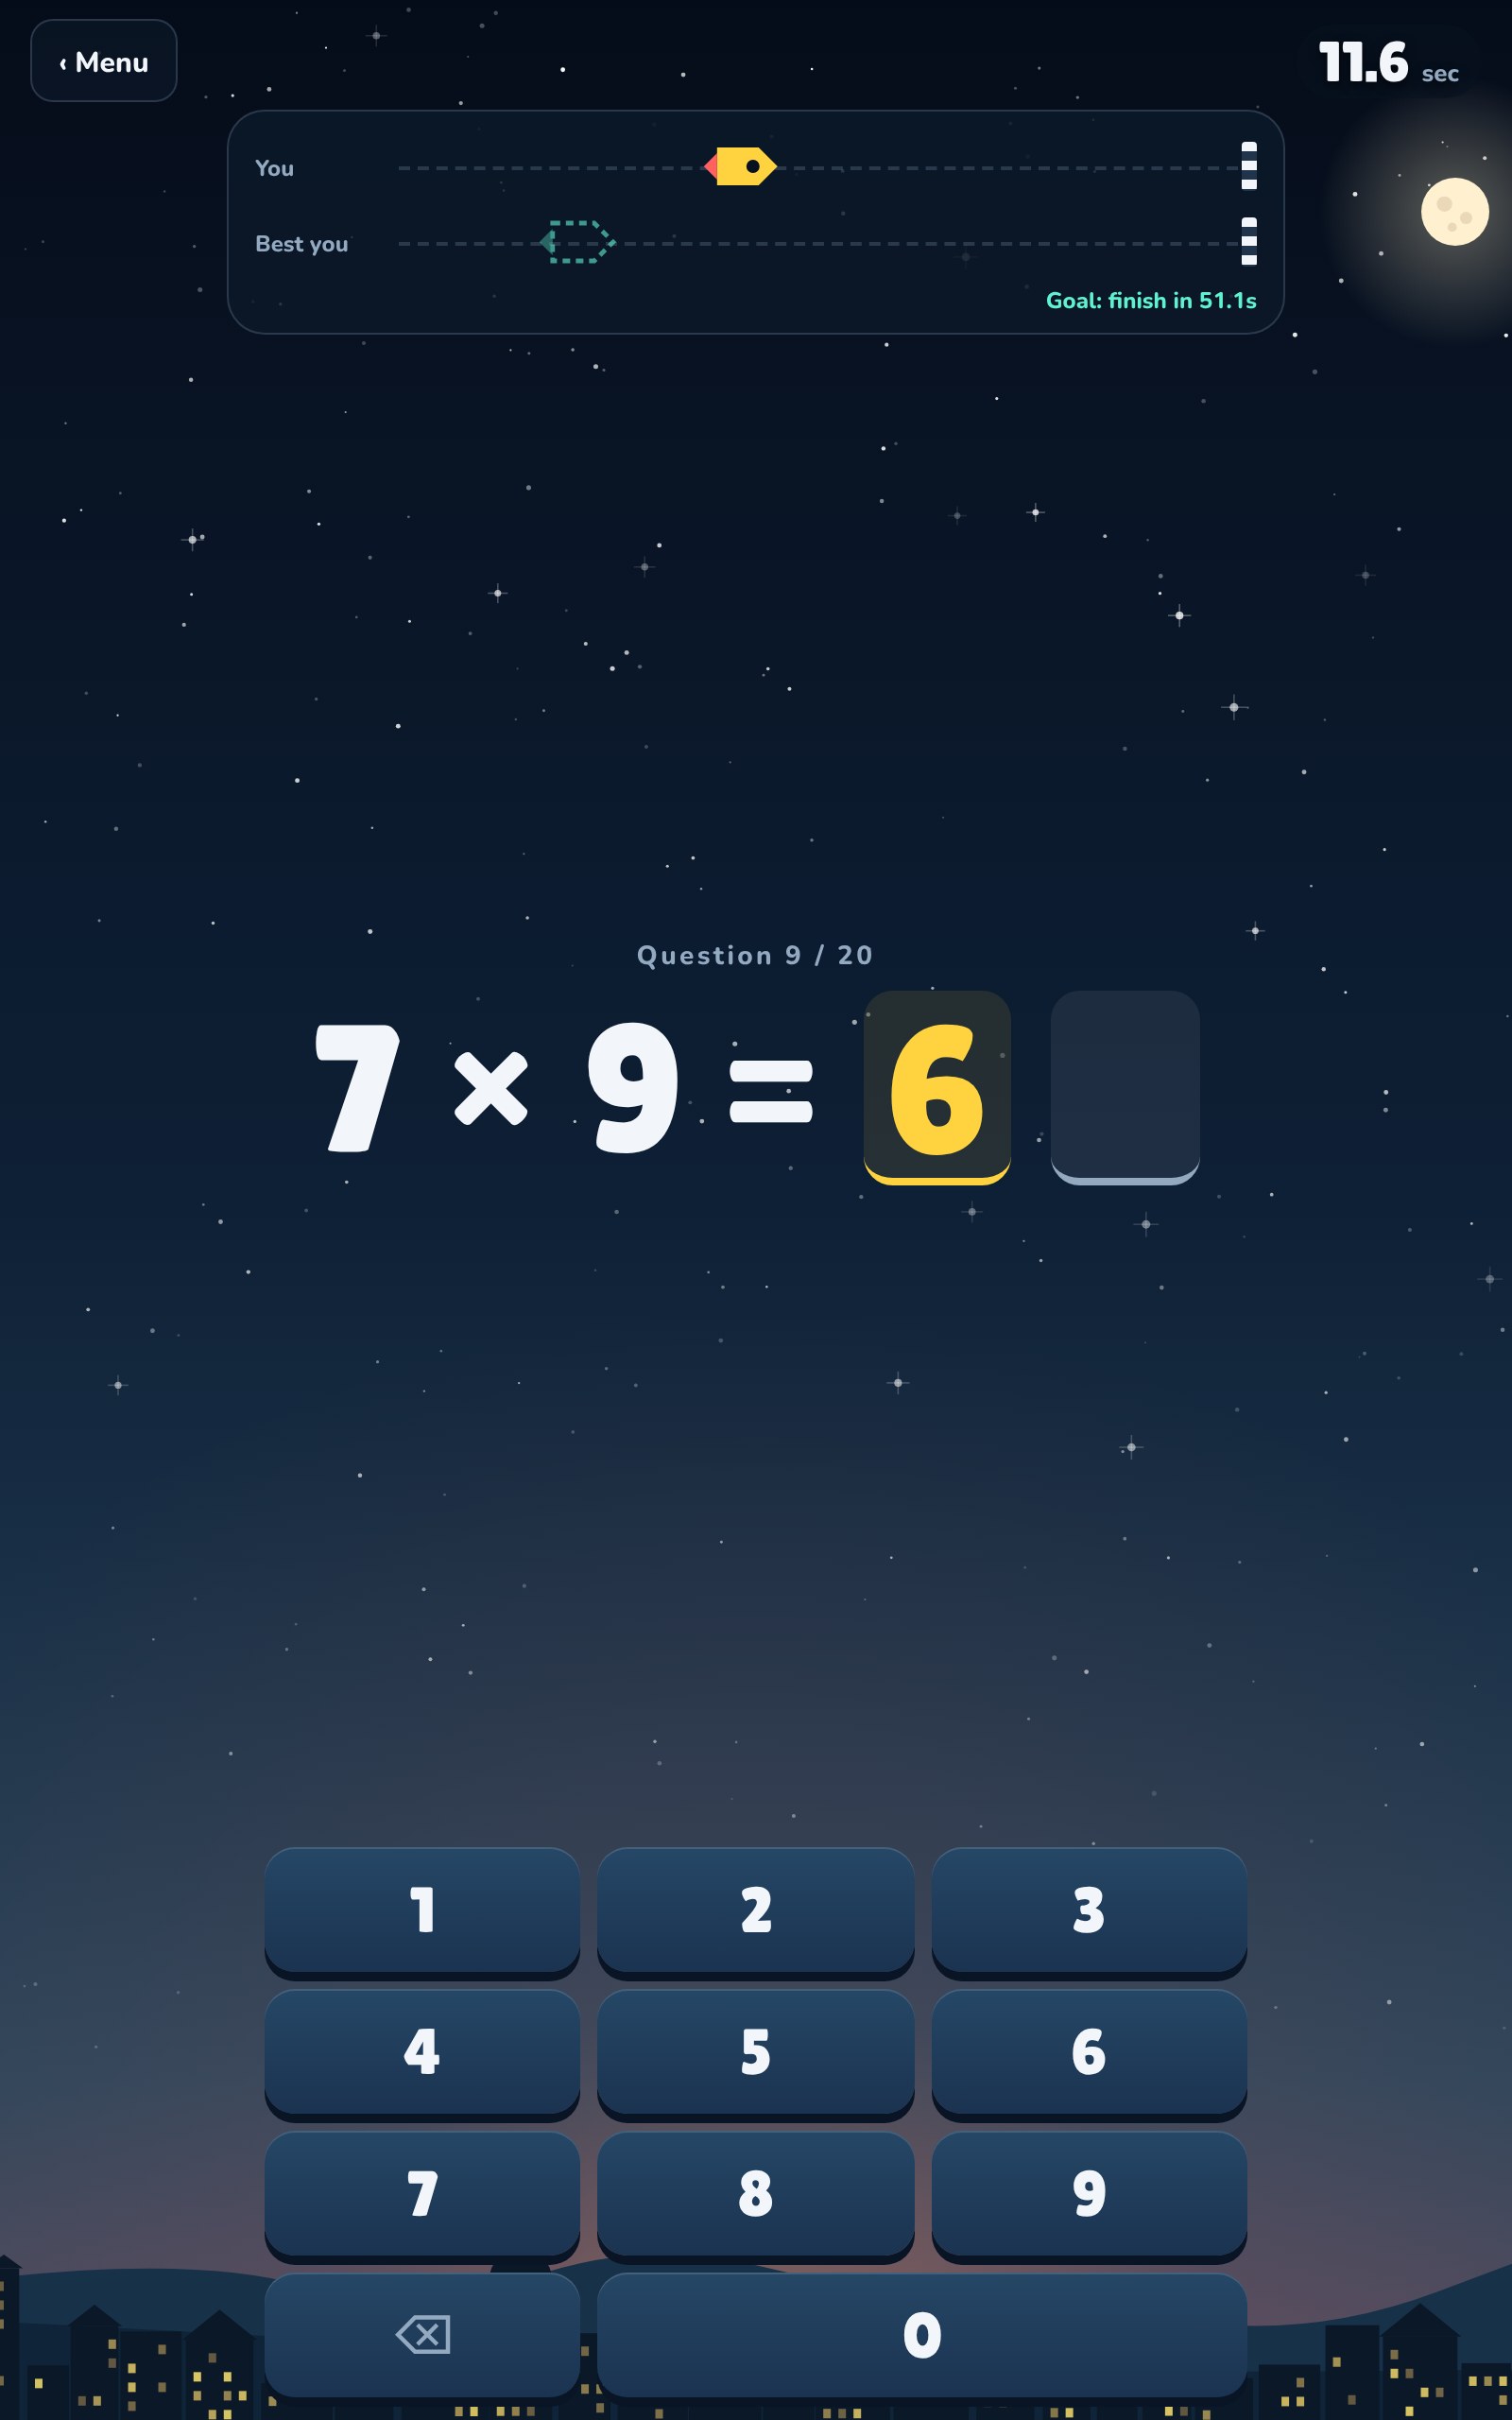 ‹ Menu
11.6 sec
You
Best you
Goal: finish in 51.1s
Question 9 / 20
7 × 9 = 6
1 2 3
4 5 6
7 8 9
0